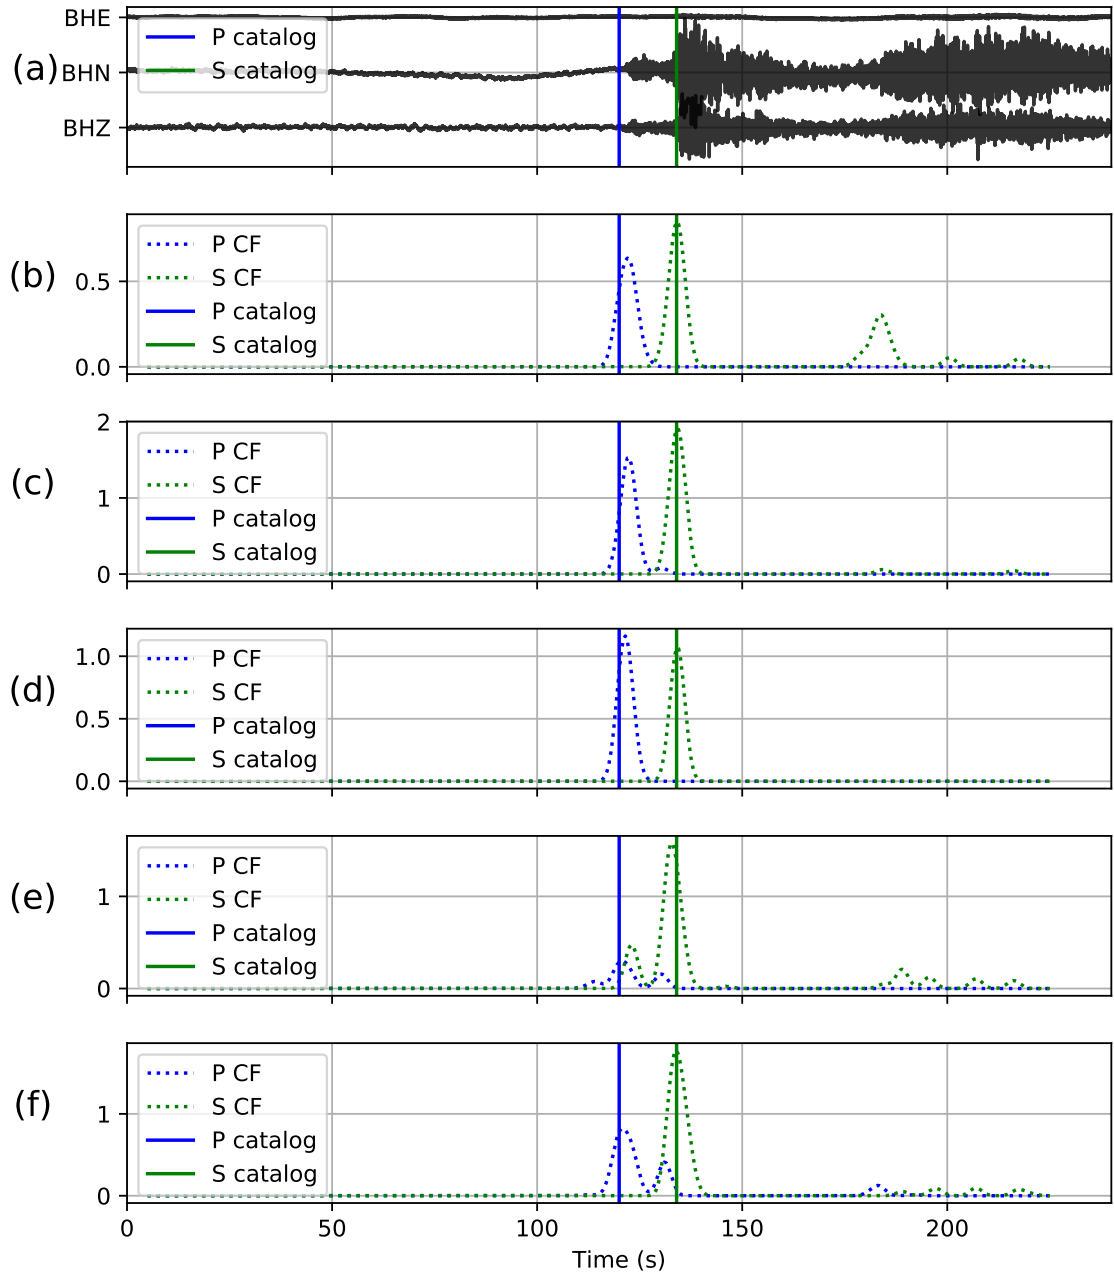 (a)
BHE
BHN
BHZ
P catalog
S catalog
(b)
0.5
0.0
P CF
S CF
P catalog
S catalog
(c)
2
1
0
P CF
S CF
P catalog
S catalog
(d)
1.0
0.5
0.0
P CF
S CF
P catalog
S catalog
(e)
1
0
P CF
S CF
P catalog
S catalog
(f)
1
0
P CF
S CF
P catalog
S catalog
0 50 100 150 200
Time (s)